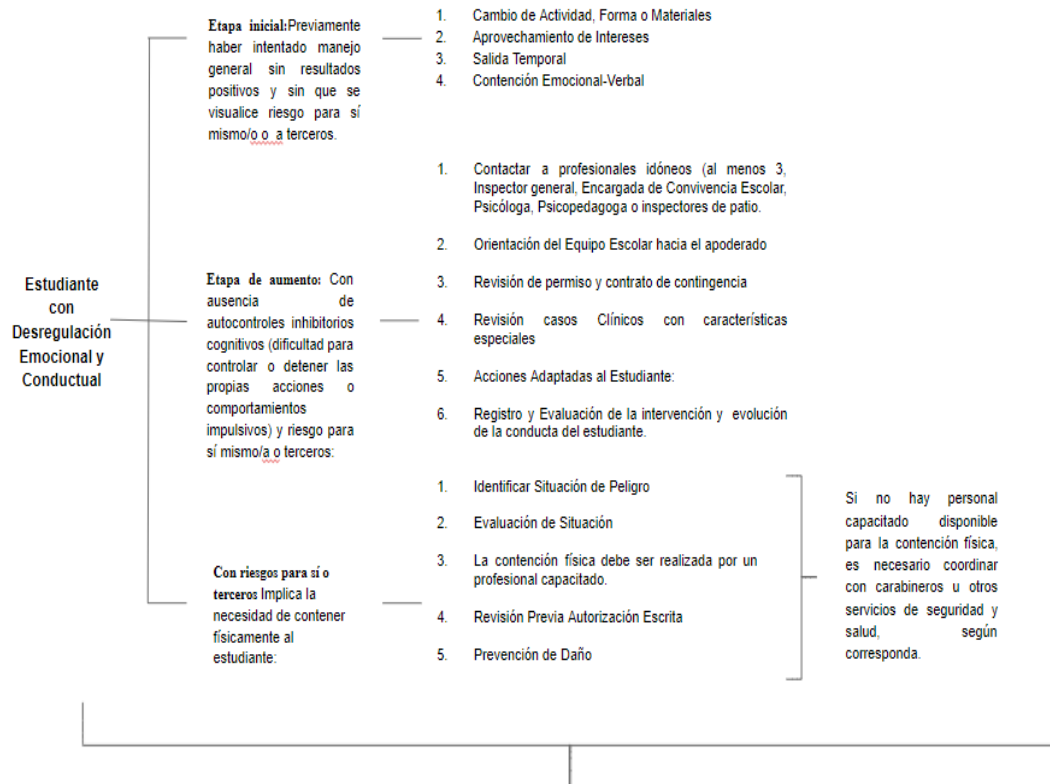 Estudiante
con
Desregulación
Emocional y
Conductual
Etapa inicial:Previamente
haber intentado manejo
general sin resultados
positivos y sin que se
visualice riesgo para sí
mismo/o o a terceros.
1. Cambio de Actividad, Forma o Materiales
2. Aprovechamiento de Intereses
3. Salida Temporal
4. Contención Emocional-Verbal
Etapa de aumento: Con
ausencia de
autocontroles inhibitorios
cognitivos (dificultad para
controlar o detener las
propias acciones o
comportamientos
impulsivos) y riesgo para
sí mismo/a o terceros:
1. Contactar a profesionales idóneos (al menos 3,
Inspector general, Encargada de Convivencia Escolar,
Psicóloga, Psicopedagoga o inspectores de patio.
2. Orientación del Equipo Escolar hacia el apoderado
3. Revisión de permiso y contrato de contingencia
4. Revisión casos Clínicos con características
especiales
5. Acciones Adaptadas al Estudiante:
6. Registro y Evaluación de la intervención y evolución
de la conducta del estudiante.
Con riesgos para sí o
terceros Implica la
necesidad de contener
físicamente al
estudiante:
1. Identificar Situación de Peligro
2. Evaluación de Situación
3. La contención física debe ser realizada por un
profesional capacitado.
4. Revisión Previa Autorización Escrita
5. Prevención de Daño
Si no hay personal
capacitado disponible
para la contención física,
es necesario coordinar
con carabineros u otros
servicios de seguridad y
salud, según
corresponda.